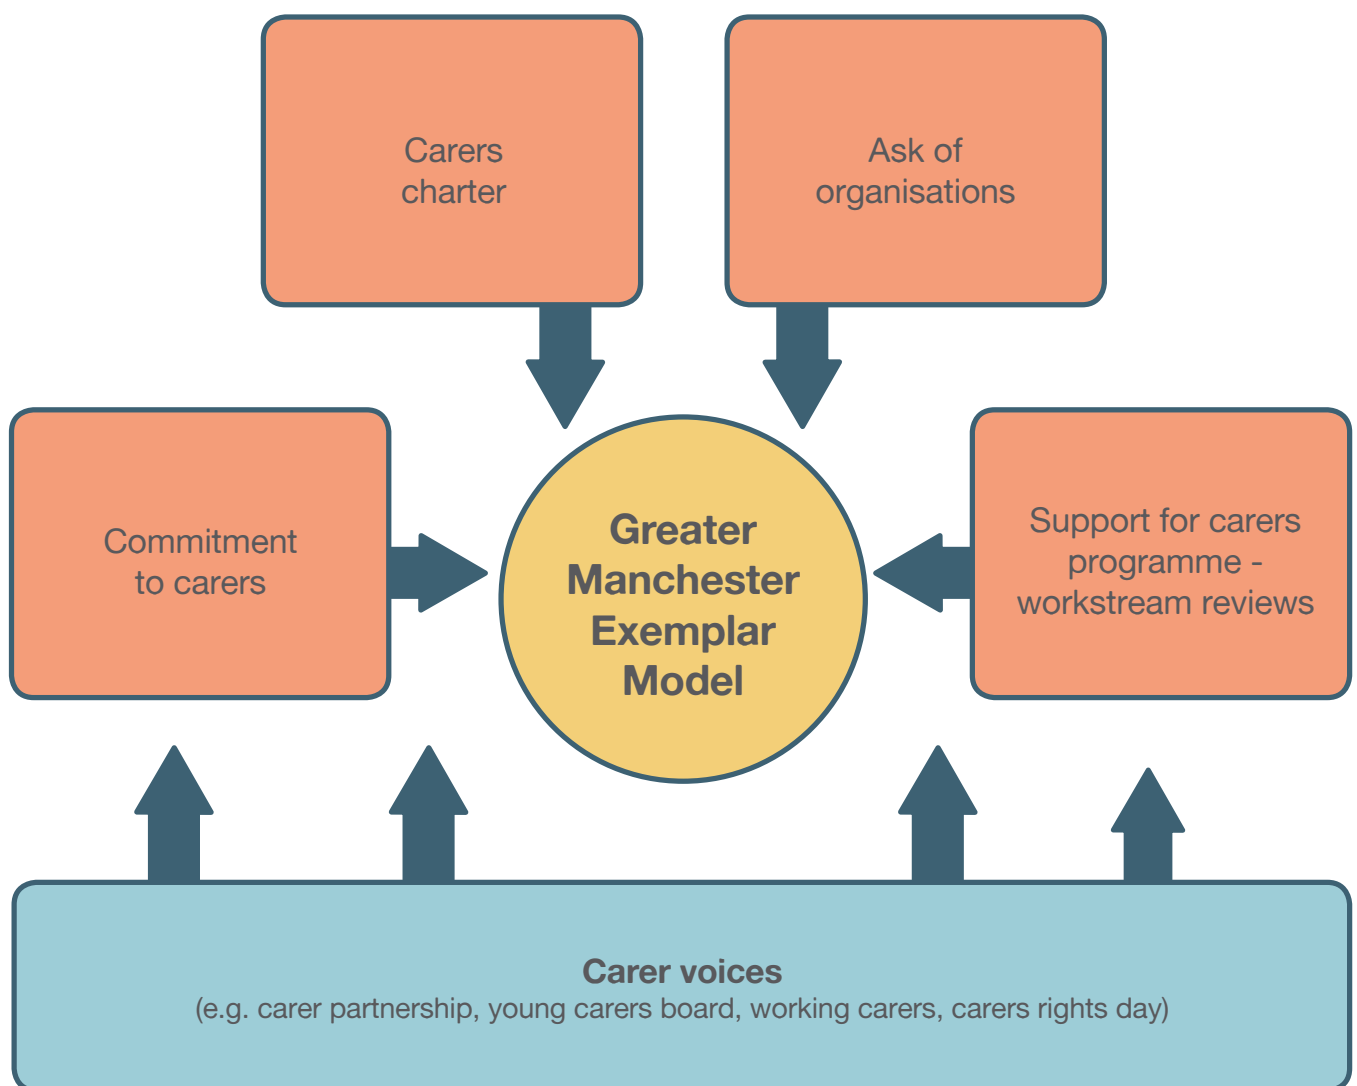 Carers
charter
Ask of
organisations
Commitment
to carers
Greater
Manchester
Exemplar
Model
Support for carers
programme -
workstream reviews
Carer voices
(e.g. carer partnership, young carers board, working carers, carers rights day)